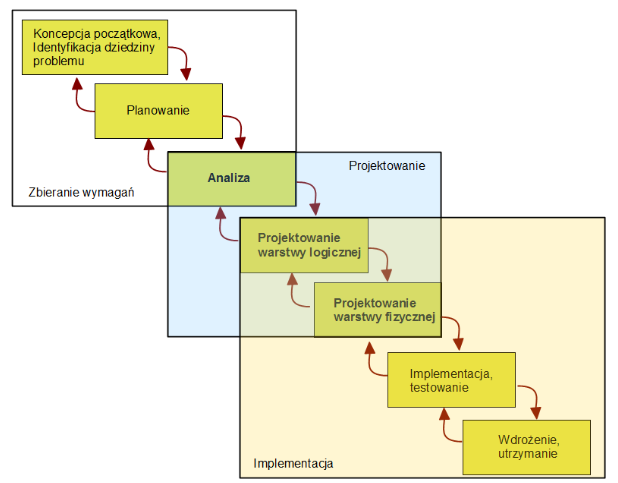 Koncepcja początkowa,
Identyfikacja dziedziny
problemu
Planowanie
Analiza
Projektowanie
Zbieranie wymagań
Projektowanie
warstwy logicznej
Projektowanie
warstwy fizycznej
Implementacja,
testowanie
Wdrożenie,
utrzymanie
Implementacja